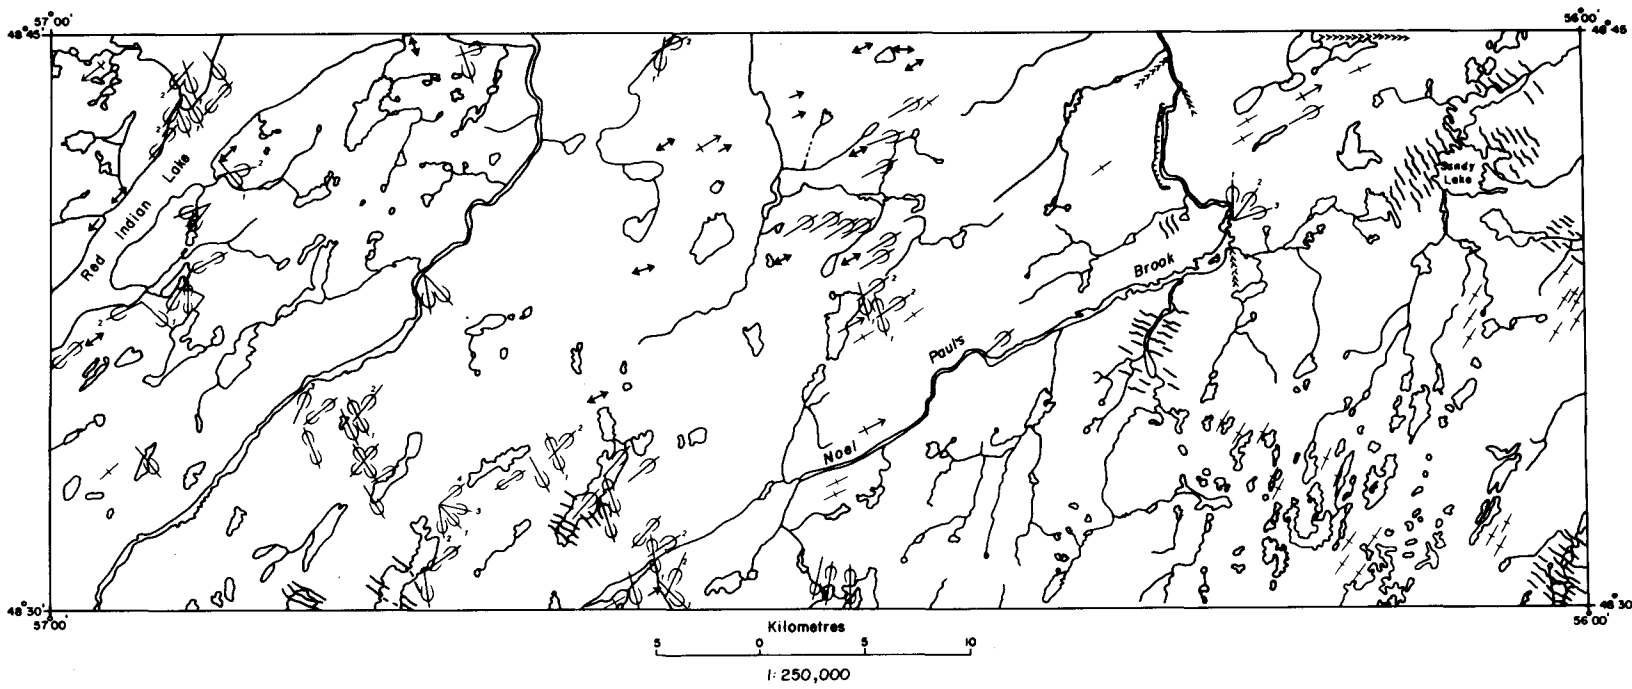 57°00'
56°00'
48°45'
48°45
Red Indian Lake
Sandy
Lake
Noel Paul's Brook
48°30'
48°30
57°00'
56°00'
Kilometres
5 0 5 10
1:250,000